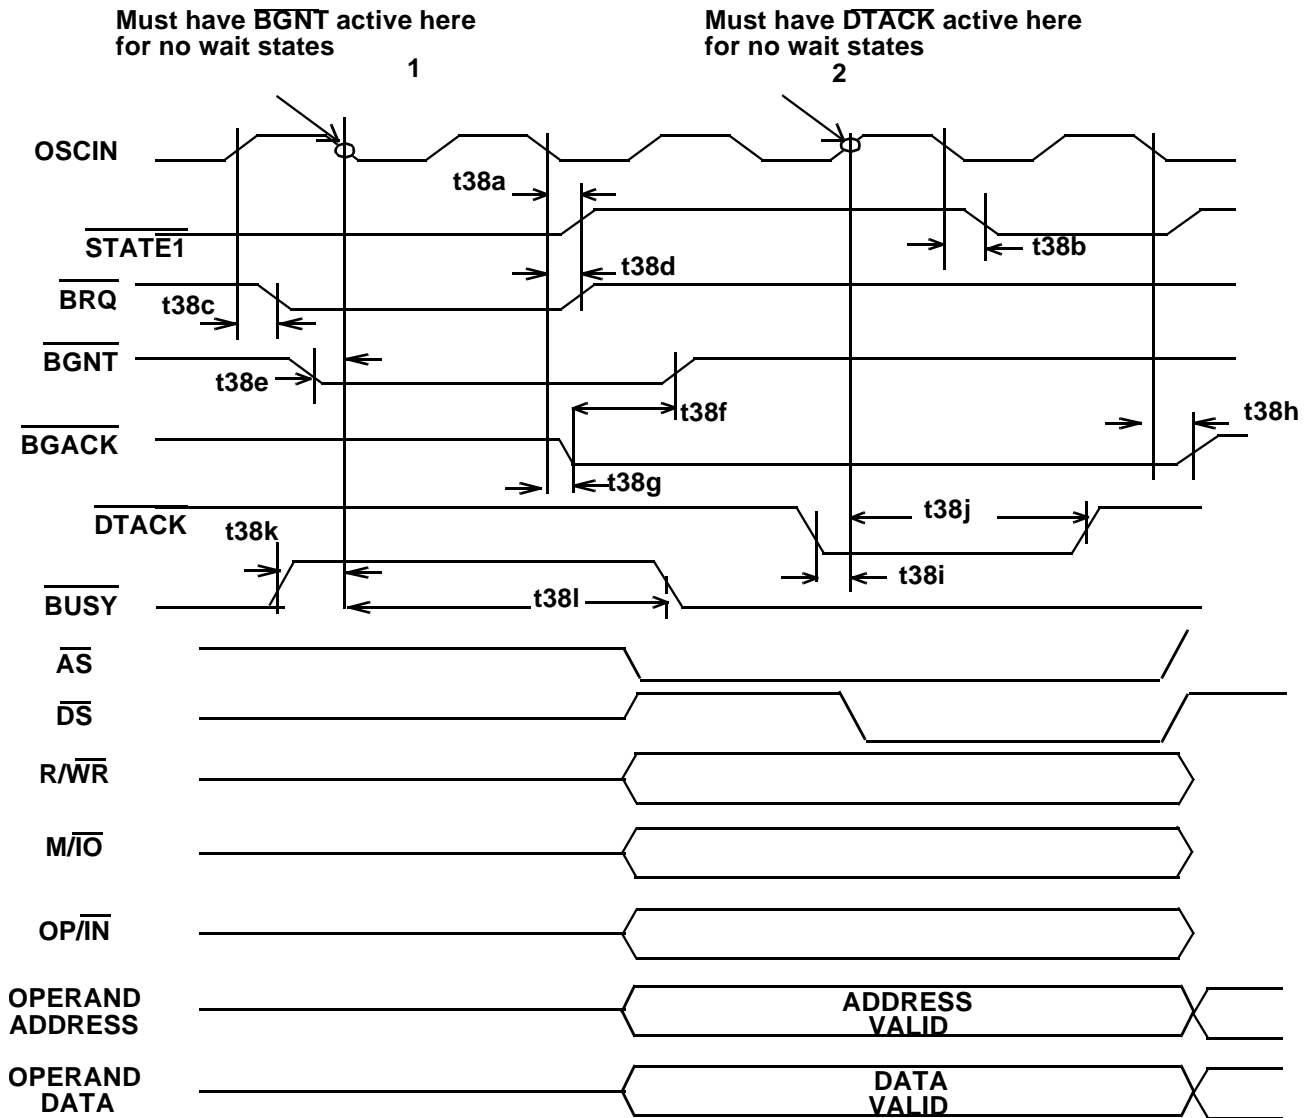 Must have BGNT active here
for no wait states
1
Must have DTACK active here
for no wait states
2
OSCIN
t38a
STATE1
t38b
t38d
BRQ
t38c
BGNT
t38e
t38f
t38h
BGACK
t38g
DTACK
t38j
t38k
t38i
BUSY
t38l
AS
DS
R/WR
M/IO
OP/IN
OPERAND
ADDRESS
ADDRESS
VALID
OPERAND
DATA
DATA
VALID